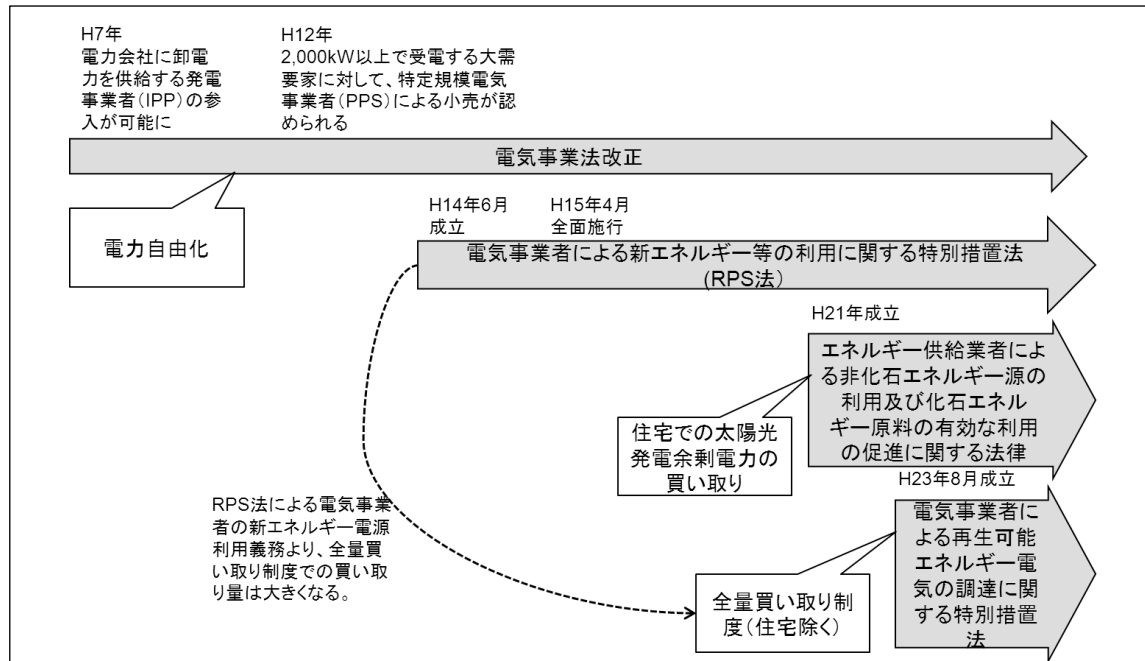 H7年
電力会社に卸電
力を供給する発電
事業者(IPP)の参
入が可能に
H12年
2,000kW以上で受電する大需
要家に対して、特定規模電気
事業者(PPS)による小売が認
められる
電気事業法改正
電力自由化
H14年6月
成立
H15年4月
全面施行
電気事業者による新エネルギー等の利用に関する特別措置法
(RPS法)
H21年成立
エネルギー供給業者によ
る非化石エネルギー源の
利用及び化石エネル
ギー原料の有効な利用
の促進に関する法律
住宅での太陽光
発電余剰電力の
買い取り
H23年8月成立
電気事業者に
よる再生可能
エネルギー電
気の調達に関
する特別措置
法
RPS法による電気事業
者の新エネルギー電源
利用義務より、全量買
い取り制度での買い取
り量は大きくなる。
全量買い取り制
度(住宅除く)